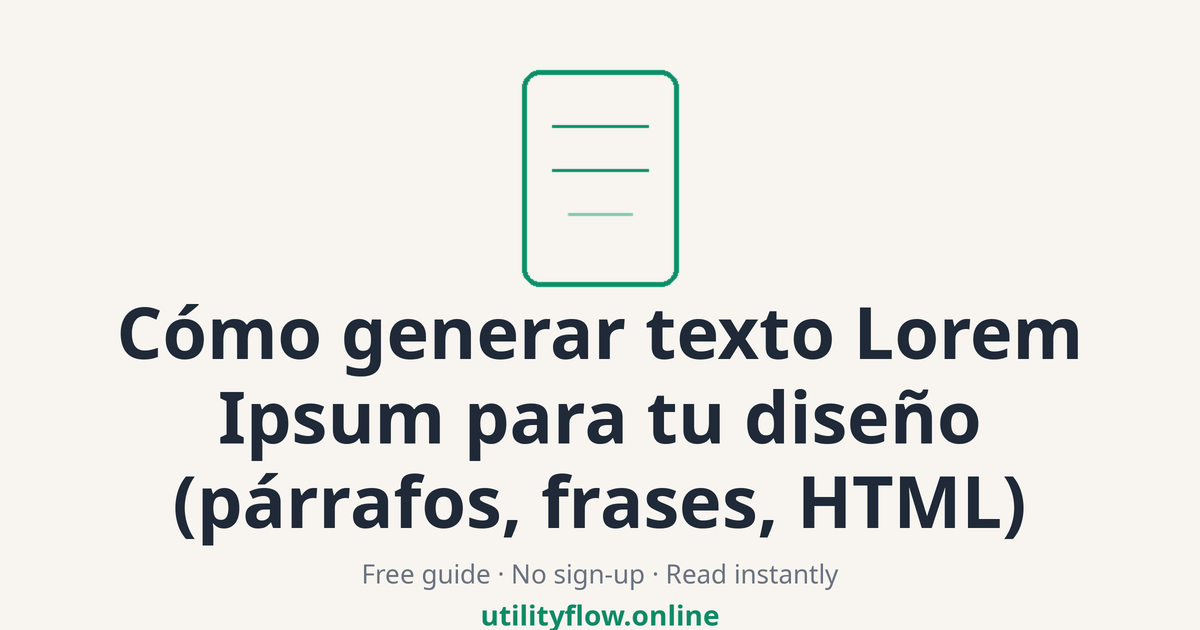 Cómo generar texto Lorem
Ipsum para tu diseño
(párrafos, frases, HTML)
Free guide · No sign-up · Read instantly
utilityflow.online